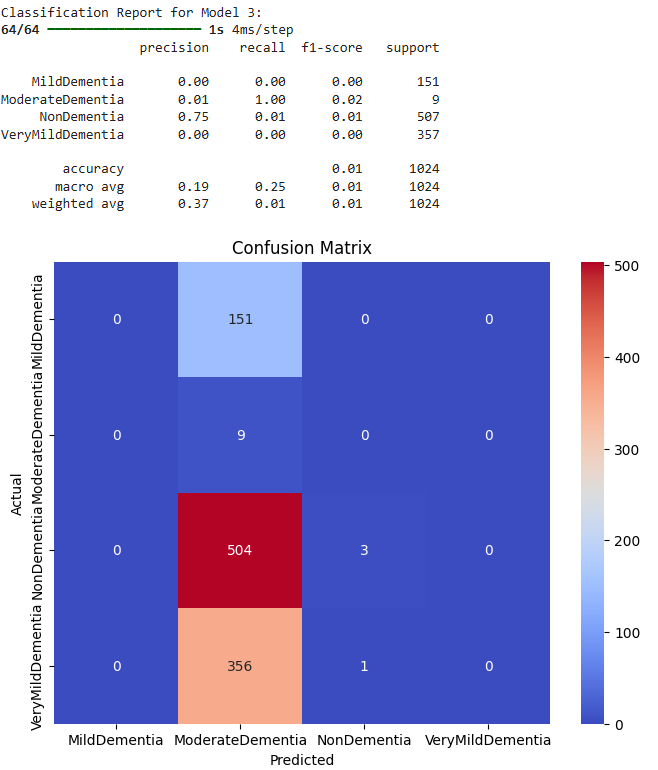 Classification Report for Model 3:
64/64 ━━━━━━━━━━━━━━━━━━━━ 1s 4ms/step
precision recall f1-score support
MildDementia 0.00 0.00 0.00 151
ModerateDementia 0.01 1.00 0.02 9
NonDementia 0.75 0.01 0.01 507
VeryMildDementia 0.00 0.00 0.00 357
accuracy 0.01 1024
macro avg 0.19 0.25 0.01 1024
weighted avg 0.37 0.01 0.01 1024
Confusion Matrix
Actual
MildDementia
0 151 0 0
ModerateDementia
0 9 0 0
NonDementia
0 504 3 0
VeryMildDementia
0 356 1 0
MildDementia ModerateDementia NonDementia VeryMildDementia
Predicted
500
400
300
200
100
0